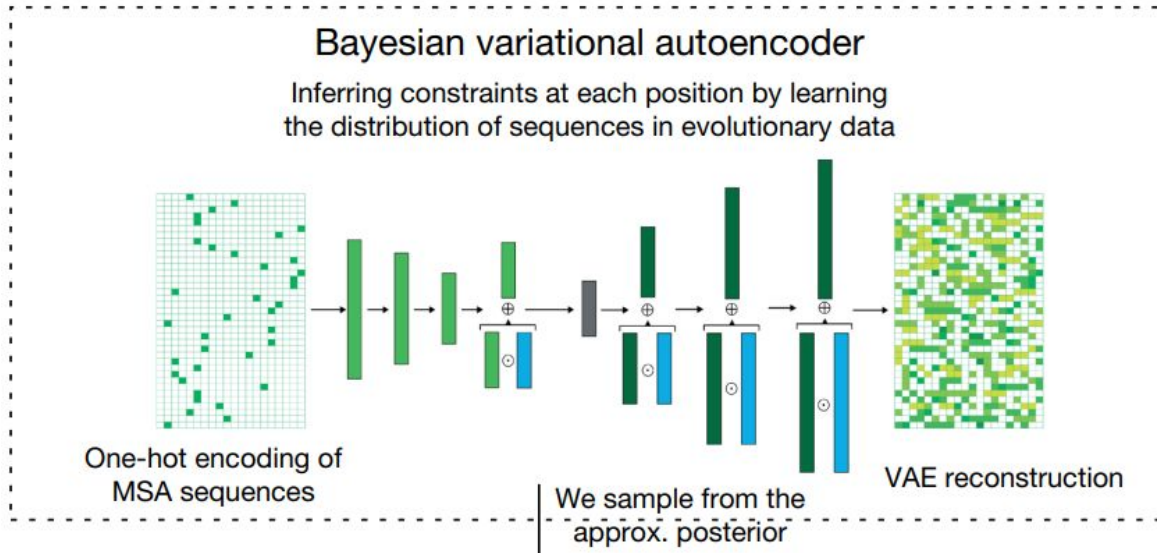 Bayesian variational autoencoder
Inferring constraints at each position by learning
the distribution of sequences in evolutionary data
One-hot encoding of
MSA sequences
VAE reconstruction
We sample from the
approx. posterior